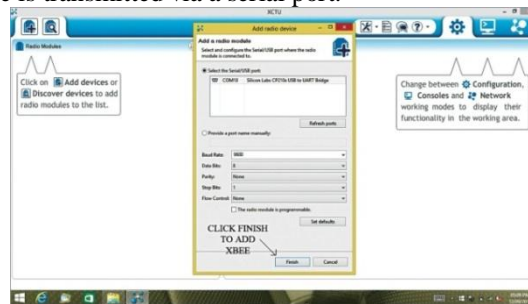 is transmitted via a serial port.
XCTU
Radio Modules
Click on Add devices or
Discover devices to add
radio modules to the list.
Add radio device
Add a radio module
Select and configure the Serial/USB port where the radio
module is connected to.
Select the Serial/USB port:
COM10 Silicon Labs CP210x USB to UART Bridge
Refresh ports
Provide a port name manually:
Baud Rate: 9600
Data Bits: 8
Parity: None
Stop Bits: 1
Flow Control: None
The radio module is programmable.
Set defaults
CLICK FINISH
TO ADD
XBEE
Finish Cancel
Change between Configuration,
Consoles and Network
working modes to display their
functionality in the working area.